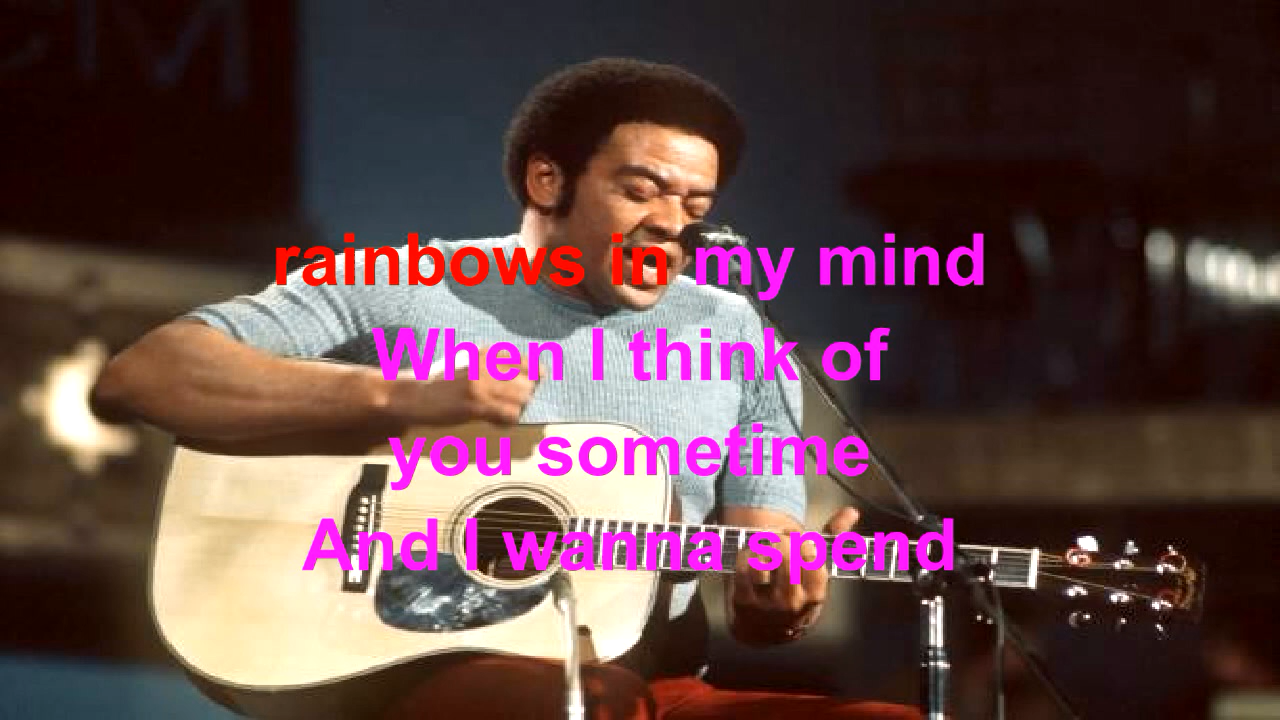 rainbows in my mind
When I think of
you sometime
And I wanna spend